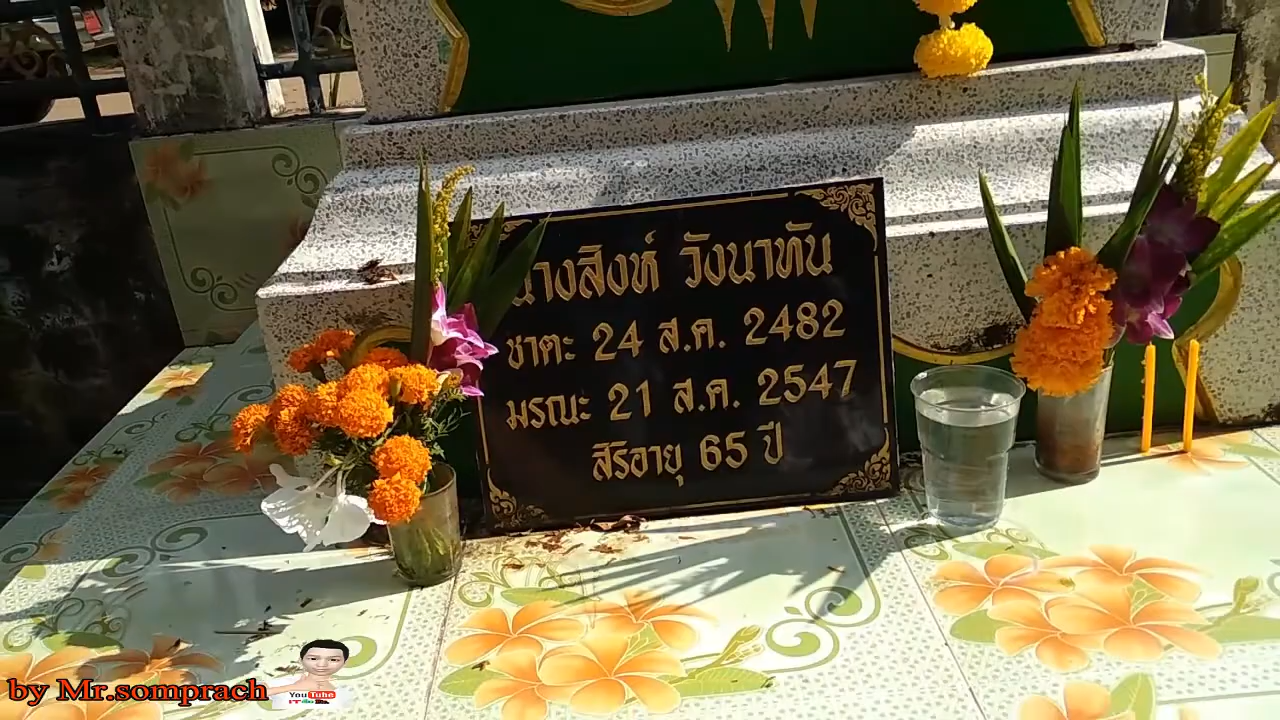 นางสิงห์ วังนาทัน
ชาตะ 24 ส.ค. 2482
มรณะ 21 ส.ค. 2547
สิริอายุ 65 ปี
by Mr.somprach
YouTube